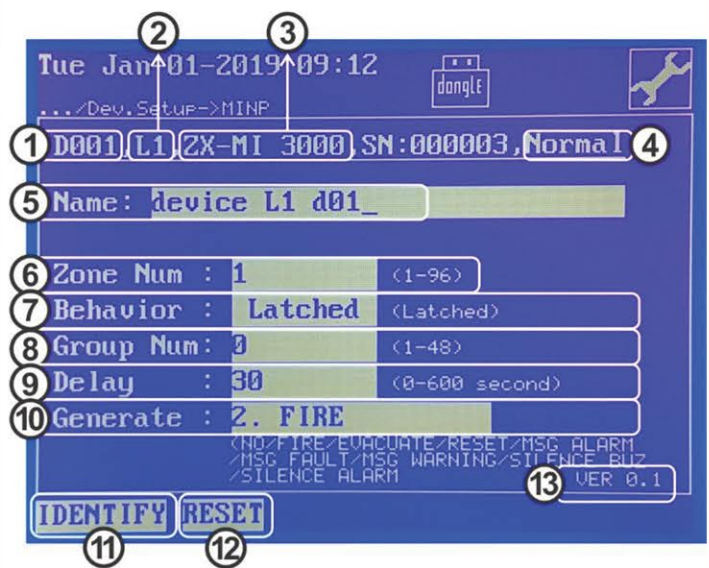 2 3
Tue Jan-01-2019 09:12
dongLE
.../Dev.Setup->MINP
1 D001,L1,ZX-MI 3000,SN:000003,Normal 4
5 Name: device L1 d01_
6 Zone Num : 1 (1-96)
7 Behavior : Latched (Latched)
8 Group Num: 0 (1-48)
9 Delay : 30 (0-600 second)
10 Generate : 2. FIRE
(NO/FIRE/EVACUATE/RESET/MSG ALARM
/MSG FAULT/MSG WARNING/SILENCE BUZ
/SILENCE ALARM
13 VER 0.1
IDENTIFY RESET
11 12